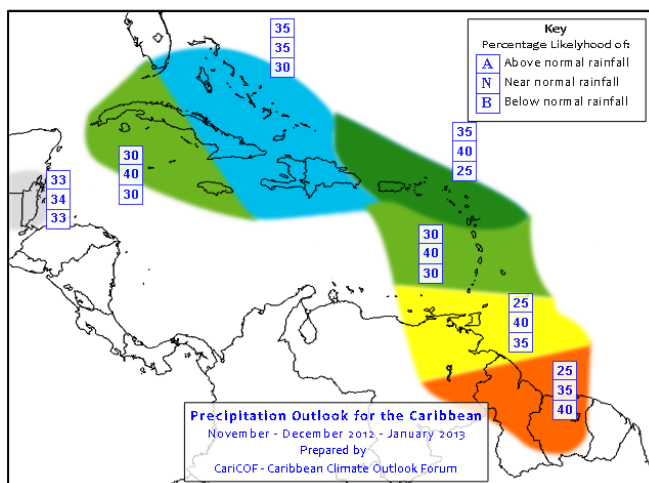 Key
Percentage Likelyhood of:
A Above normal rainfall
N Near normal rainfall
B Below normal rainfall
35
35
30
35
40
25
30
40
30
33
34
33
30
40
30
25
40
35
25
35
40
Precipitation Outlook for the Caribbean
November - December 2012 - January 2013
Prepared by
CariCOF - Caribbean Climate Outlook Forum